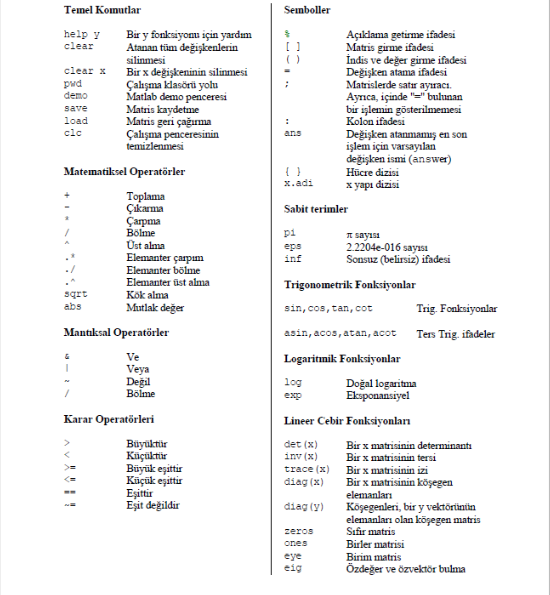 Temel Komutlar
help y Bir y fonksiyonu için yardım
clear Atanan tüm değişkenlerin
silinmesi
clear x Bir x değişkeninin silinmesi
pwd Çalışma klasörü yolu
demo Matlab demo penceresi
save Matris kaydetme
load Matris geri çağırma
clc Çalışma penceresinin
temizlenmesi
Matematiksel Operatörler
+ Toplama
- Çıkarma
* Çarpma
/ Bölme
^ Üst alma
.* Elemanter çarpım
./ Elemanter bölme
.^ Elemanter üst alma
sqrt Kök alma
abs Mutlak değer
Mantıksal Operatörler
& Ve
| Veya
~ Değil
/ Bölme
Karar Operatörleri
> Büyüktür
< Küçüktür
>= Büyük eşittir
<= Küçük eşittir
== Eşittir
~= Eşit değildir
Semboller
% Açıklama getirme ifadesi
[ ] Matris girme ifadesi
( ) İndis ve değer girme ifadesi
= Değişken atama ifadesi
; Matrislerde satır ayıracı.
Ayrıca, içinde "=" bulunan
bir işlemin gösterilmemesi
: Kolon ifadesi
ans Değişken atanmamış en son
işlem için varsayılan
değişken ismi (answer)
{ } Hücre dizisi
x.adi x yapı dizisi
Sabit terimler
pi π sayısı
eps 2.2204e-016 sayısı
inf Sonsuz (belirsiz) ifadesi
Trigonometrik Fonksiyonlar
sin,cos,tan,cot Trig. Fonksiyonlar
asin,acos,atan,acot Ters Trig. ifadeler
Logaritmik Fonksiyonlar
log Doğal logaritma
exp Eksponansiyel
Lineer Cebir Fonksiyonları
det(x) Bir x matrisinin determinantı
inv(x) Bir x matrisinin tersi
trace(x) Bir x matrisinin izi
diag(x) Bir x matrisinin köşegen
elemanları
diag(y) Köşegenleri, bir y vektörünün
elemanları olan köşegen matris
zeros Sıfır matris
ones Birler matrisi
eye Birim matris
eig Özdeğer ve özvektör bulma